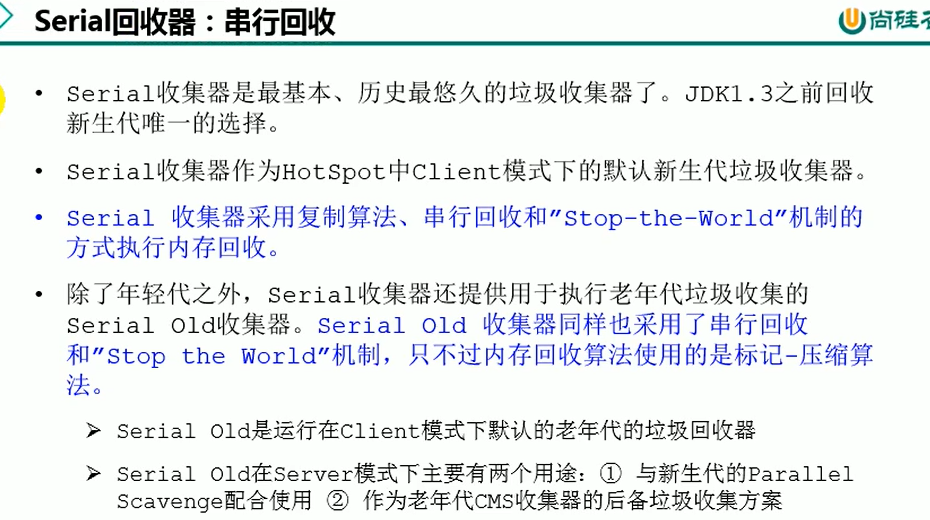 Serial回收器：串行回收
尚硅
• Serial收集器是最基本、历史最悠久的垃圾收集器了。JDK1.3之前回收
新生代唯一的选择。
• Serial收集器作为HotSpot中Client模式下的默认新生代垃圾收集器。
• Serial 收集器采用复制算法、串行回收和"Stop-the-World"机制的
方式执行内存回收。
• 除了年轻代之外，Serial收集器还提供用于执行老年代垃圾收集的
Serial Old收集器。Serial Old 收集器同样也采用了串行回收
和"Stop the World"机制，只不过内存回收算法使用的是标记-压缩算
法。
➢ Serial Old是运行在Client模式下默认的老年代的垃圾回收器
➢ Serial Old在Server模式下主要有两个用途：① 与新生代的Parallel
Scavenge配合使用 ② 作为老年代CMS收集器的后备垃圾收集方案